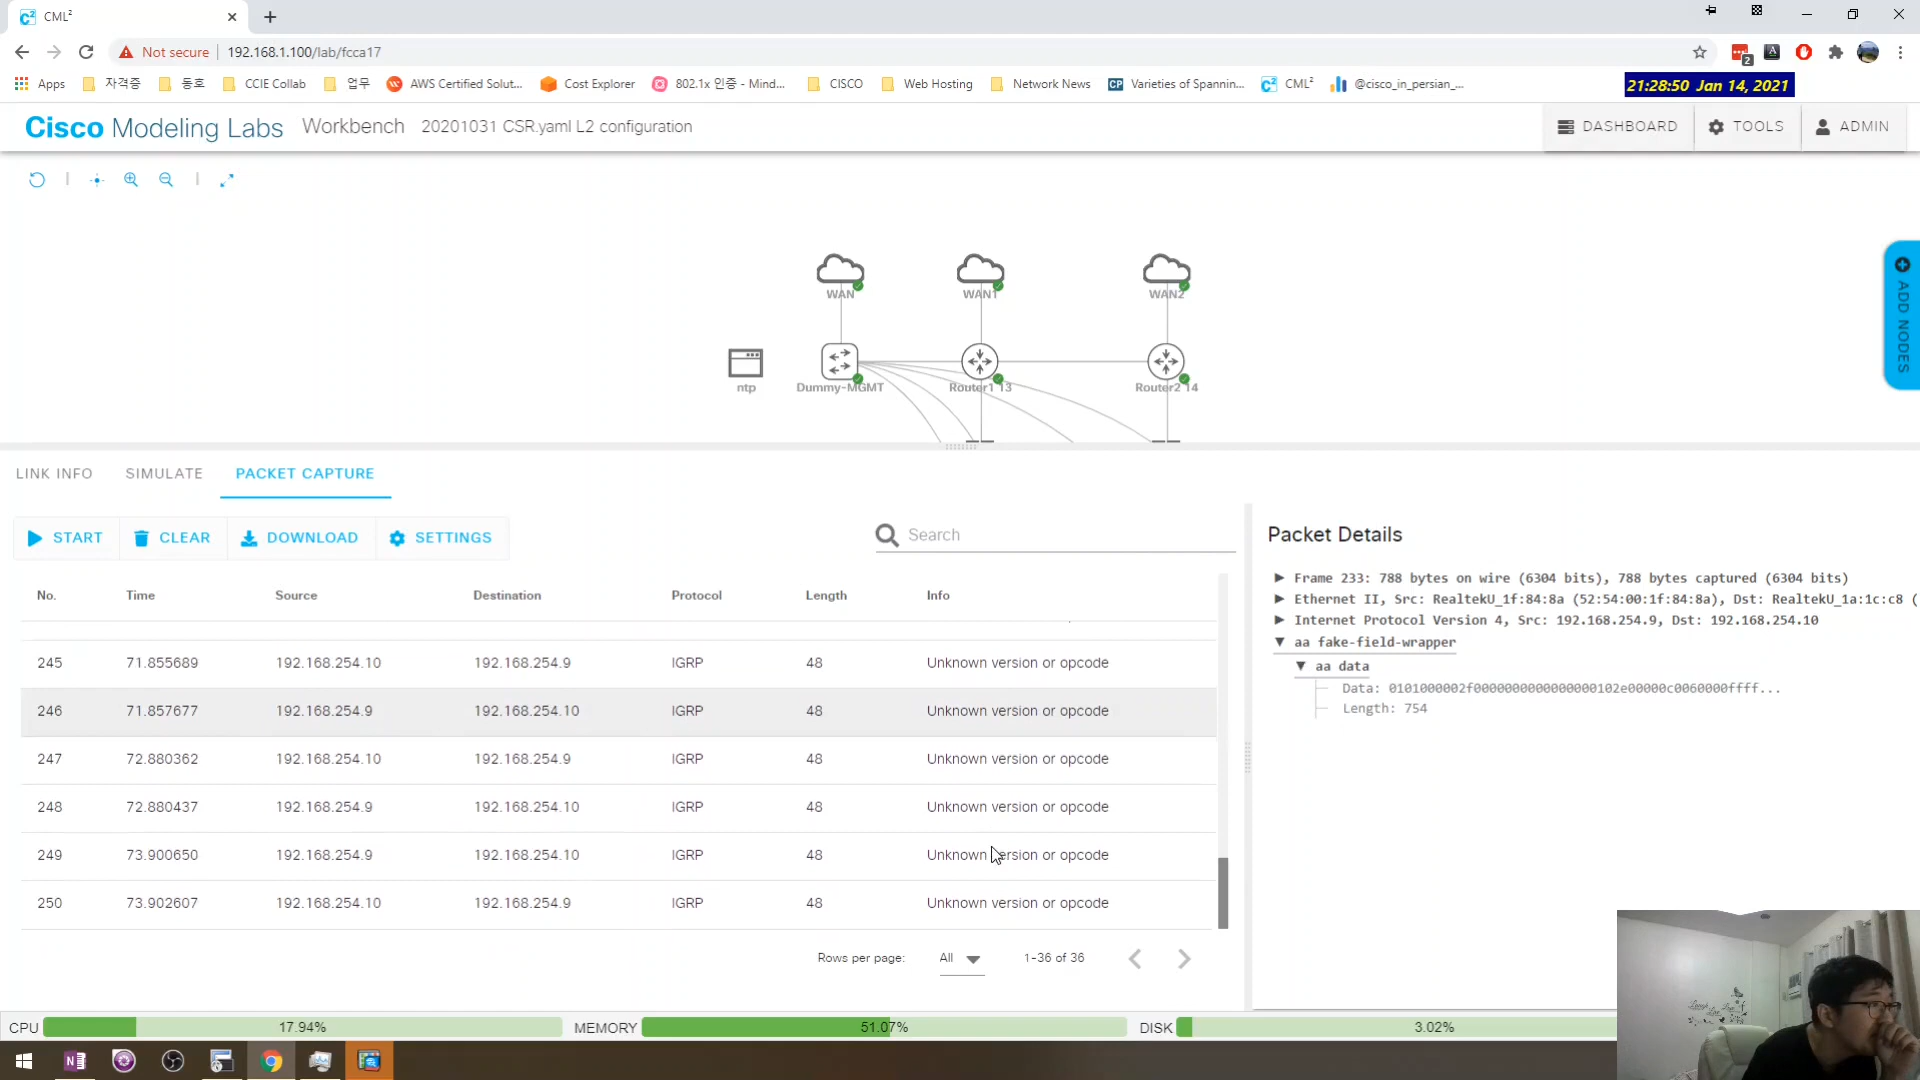 CML²
Not secure 192.168.1.100/lab/fcca17
2
Apps 자격증 동호 CCIE Collab 업무 AWS Certified Solut... Cost Explorer 802.1x 인증 - Mind... CISCO Web Hosting Network News Varieties of Spannin... CML² @cisco_in_persian_...
21:28:50 Jan 14, 2021
Cisco Modeling Labs Workbench 20201031 CSR.yaml L2 configuration DASHBOARD TOOLS ADMIN
WAN WAN1 WAN2
ADD NODES
ntp Dummy-MGMT Router1 13 Router2 14
LINK INFO SIMULATE PACKET CAPTURE
START CLEAR DOWNLOAD SETTINGS Search
No. Time Source Destination Protocol Length Info
245 71.855689 192.168.254.10 192.168.254.9 IGRP 48 Unknown version or opcode
246 71.857677 192.168.254.9 192.168.254.10 IGRP 48 Unknown version or opcode
247 72.880362 192.168.254.10 192.168.254.9 IGRP 48 Unknown version or opcode
248 72.880437 192.168.254.9 192.168.254.10 IGRP 48 Unknown version or opcode
249 73.900650 192.168.254.9 192.168.254.10 IGRP 48 Unknown version or opcode
250 73.902607 192.168.254.10 192.168.254.9 IGRP 48 Unknown version or opcode
Rows per page: All 1-36 of 36
Packet Details
Frame 233: 788 bytes on wire (6304 bits), 788 bytes captured (6304 bits)
Ethernet II, Src: RealtekU_1f:84:8a (52:54:00:1f:84:8a), Dst: RealtekU_1a:1c:c8 (
Internet Protocol Version 4, Src: 192.168.254.9, Dst: 192.168.254.10
aa fake-field-wrapper
aa data
Data: 0101000002f0000000000000000102e00000c0060000ffff...
Length: 754
CPU 17.94% MEMORY 51.07% DISK 3.02%